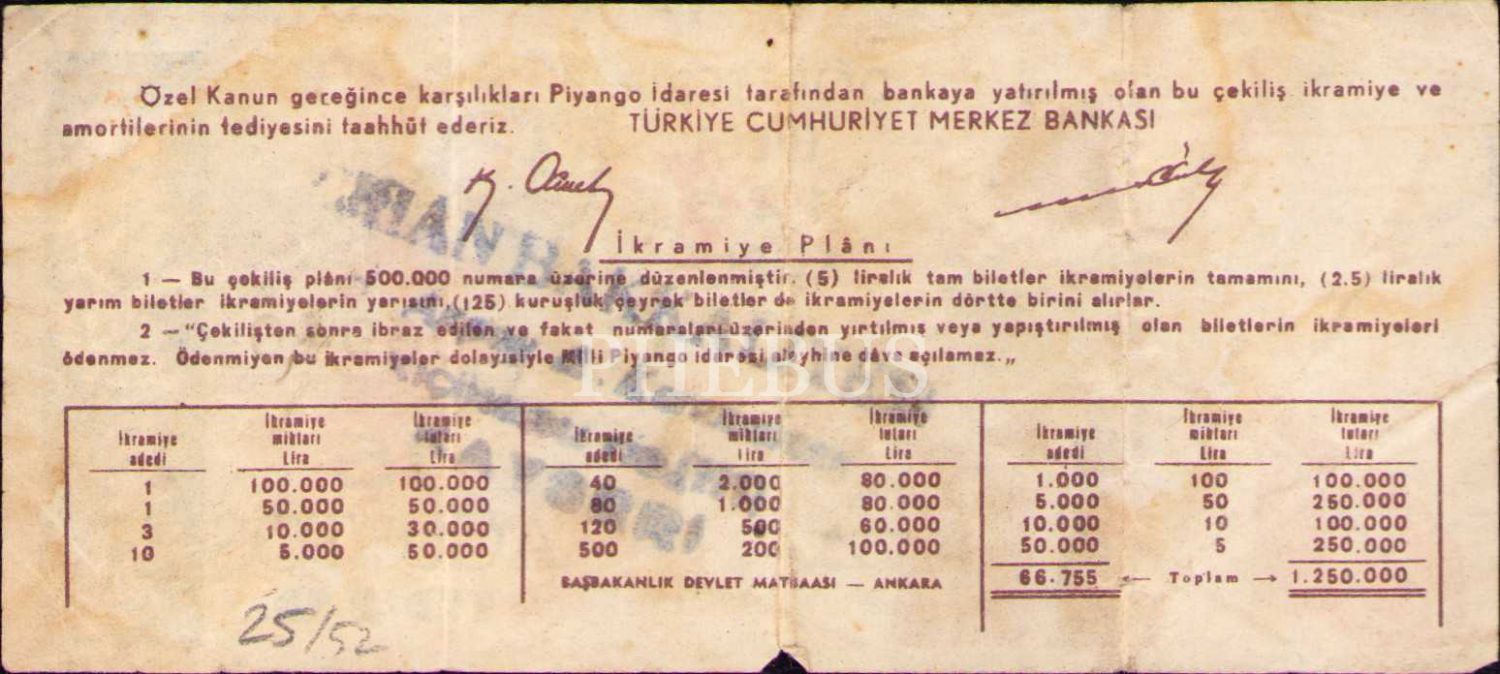 Özel Kanun gereğince karşılıkları Piyango İdaresi tarafından bankaya yatırılmış olan bu çekiliş ikramiye ve
amortilerinin tediyesini taahhüt ederiz. TÜRKİYE CUMHURİYET MERKEZ BANKASI
İkramiye Plânı
1 — Bu çekiliş plânı 500.000 numara üzerine düzenlenmiştir. (5) liralık tam biletler ikramiyelerin tamamını, (2.5) liralık
yarım biletler ikramiyelerin yarısını, (125) kuruşluk çeyrek biletler de ikramiyelerin dörtte birini alırlar.
2 — "Çekilişten sonra ibraz edilen ve fakat numaraları üzerinden yırtılmış veya yapıştırılmış olan biletlerin ikramiyeleri
ödenmez. Ödenmiyen bu ikramiyeler dolayısiyle Milli Piyango idaresi aleyhine dâva açılamaz.„
PHEBUS
İkramiye adedi İkramiye miktarı Lira İkramiye tutarı Lira İkramiye adedi İkramiye miktarı Lira İkramiye tutarı Lira İkramiye adedi İkramiye miktarı Lira İkramiye tutarı Lira
1 100.000 100.000 40 2.000 80.000 1.000 100 100.000
1 50.000 50.000 80 1.000 80.000 5.000 50 250.000
3 10.000 30.000 120 500 60.000 10.000 10 100.000
10 5.000 50.000 500 200 100.000 50.000 5 250.000
BAŞBAKANLIK DEVLET MATBAASI — ANKARA 66.755 ← Toplam → 1.250.000
25/52